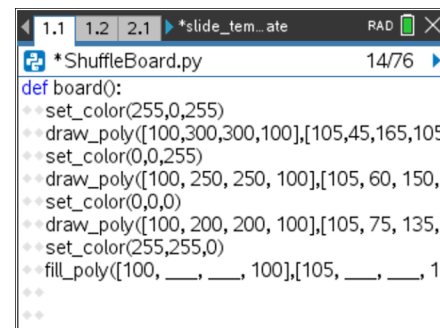 1.1 1.2 2.1 *slide_tem...ate RAD
*ShuffleBoard.py 14/76
def board():
set_color(255,0,255)
draw_poly([100,300,300,100],[105,45,165,105
set_color(0,0,255)
draw_poly([100, 250, 250, 100],[105, 60, 150,
set_color(0,0,0)
draw_poly([100, 200, 200, 100],[105, 75, 135,
set_color(255,255,0)
fill_poly([100, ___, ___, 100],[105, ___, ___, 1